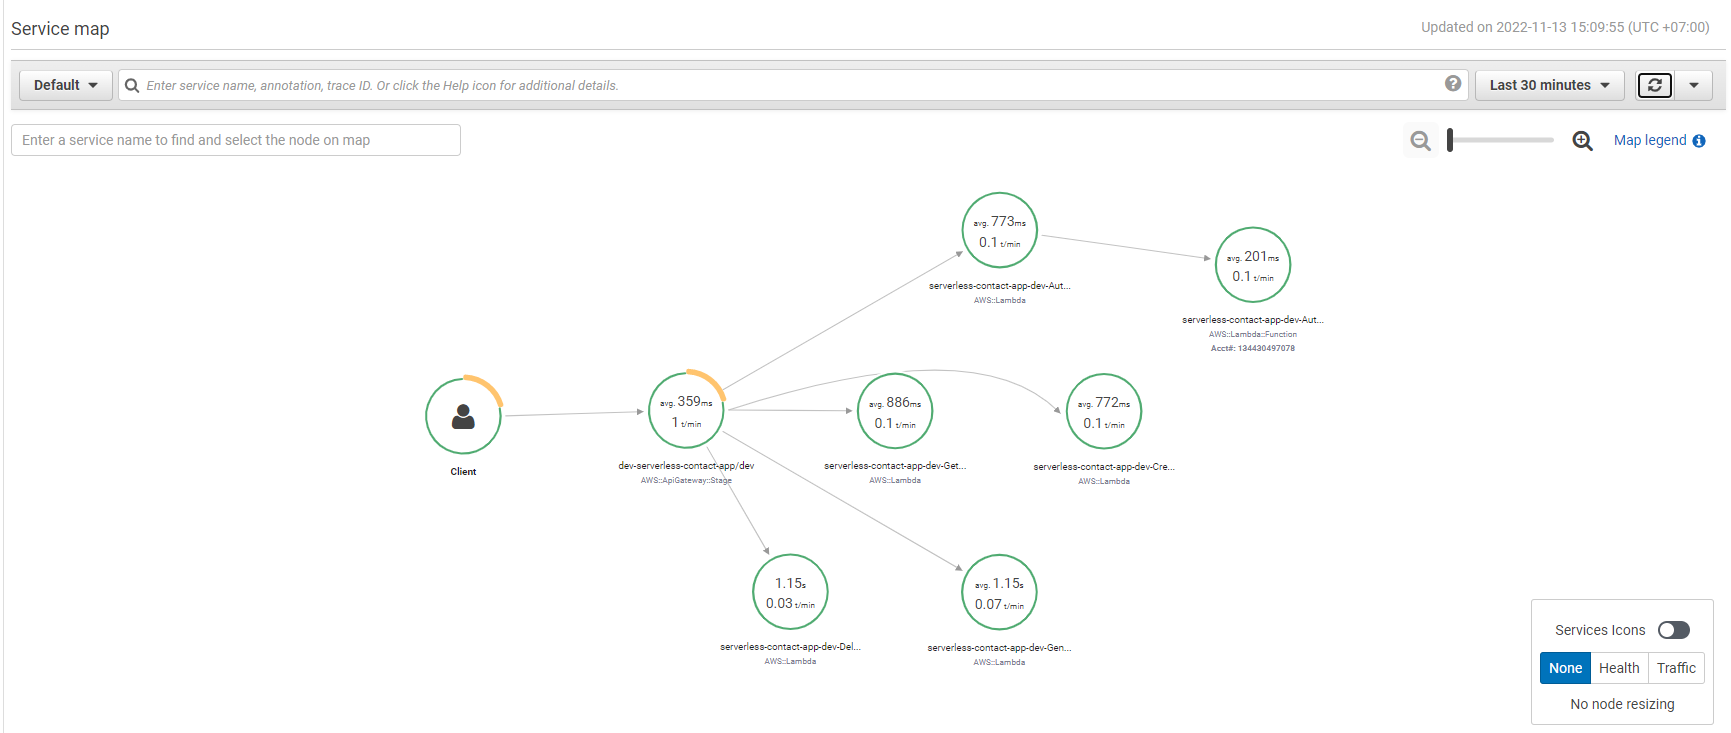 Service map
Updated on 2022-11-13 15:09:55 (UTC +07:00)
Default
Enter service name, annotation, trace ID. Or click the Help icon for additional details.
?
Last 30 minutes
Enter a service name to find and select the node on map
Map legend
avg. 773ms
0.1 t/min
serverless-contact-app-dev-Aut...
AWS::Lambda
avg. 201ms
0.1 t/min
serverless-contact-app-dev-Aut...
AWS::Lambda::Function
Acct#: 134430497078
Client
avg. 359ms
1 t/min
dev-serverless-contact-app/dev
AWS::ApiGateway::Stage
avg. 886ms
0.1 t/min
serverless-contact-app-dev-Get...
AWS::Lambda
avg. 772ms
0.1 t/min
serverless-contact-app-dev-Cre...
AWS::Lambda
1.15s
0.03 t/min
serverless-contact-app-dev-Del...
AWS::Lambda
avg. 1.15s
0.07 t/min
serverless-contact-app-dev-Gen...
AWS::Lambda
Services Icons
None Health Traffic
No node resizing